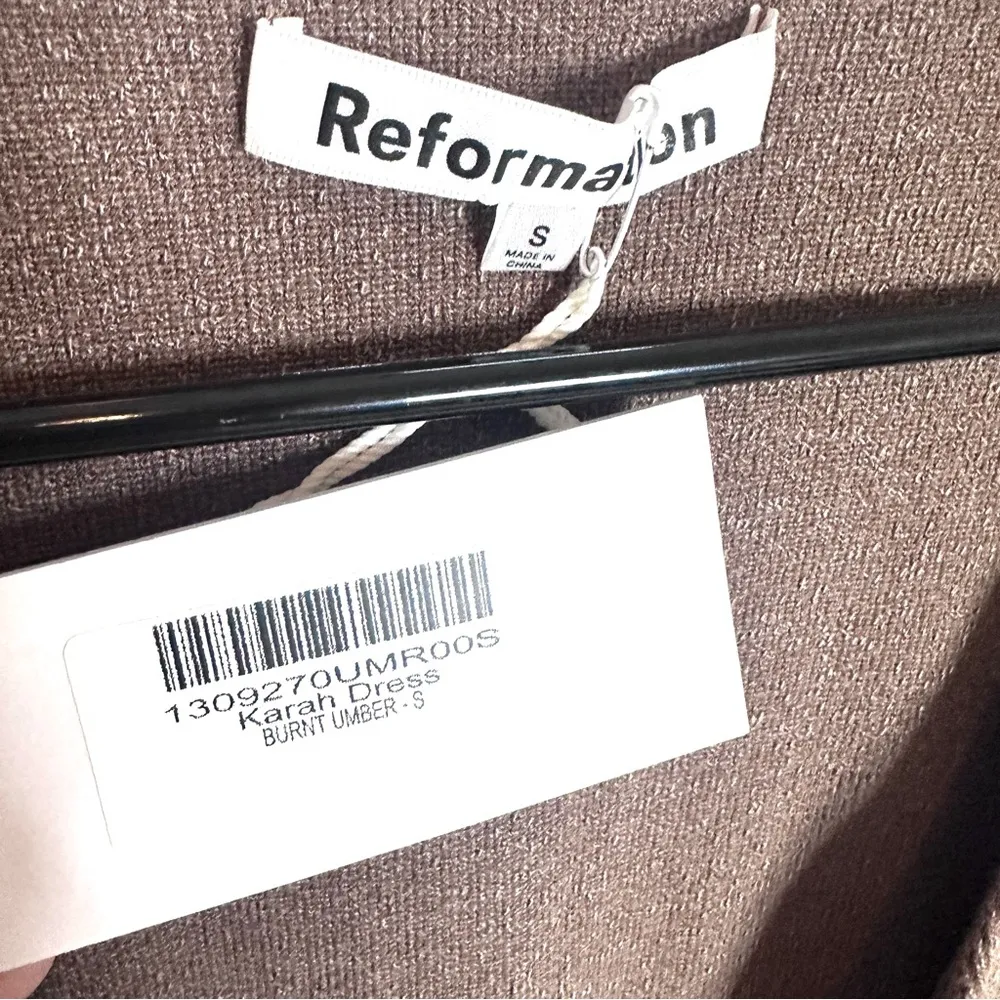 Reformation
S
MADE IN
CHINA
1309270UMR00S
Karah Dress
BURNT UMBER - S